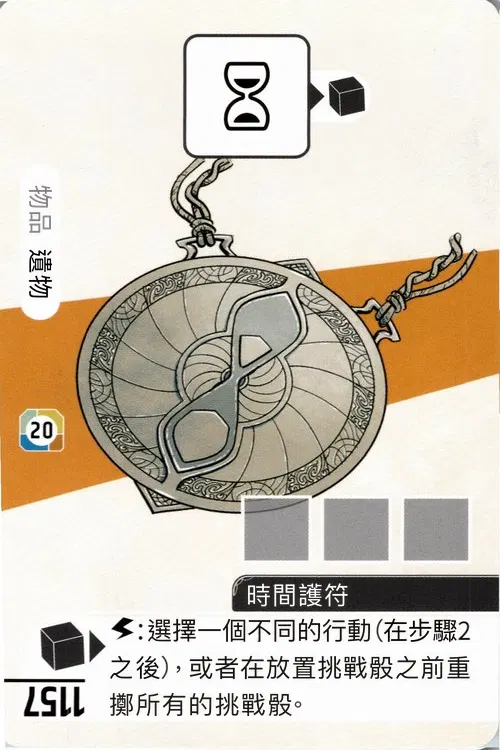 物品 遺物
20
時間護符
:選擇一個不同的行動(在步驟2
之後),或者在放置挑戰骰之前重
擲所有的挑戰骰。
1157